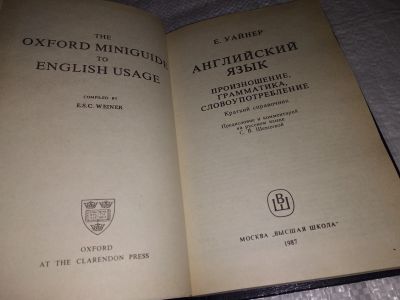 THE
OXFORD MINIGUIDE
TO
ENGLISH USAGE
COMPILED BY
E.S.C. WEINER
OXFORD
AT THE CLARENDON PRESS
Е. УАЙНЕР
АНГЛИЙСКИЙ
ЯЗЫК
ПРОИЗНОШЕНИЕ,
ГРАММАТИКА,
СЛОВОУПОТРЕБЛЕНИЕ
Краткий справочник
Предисловие и комментарий
на русском языке
С. В. Шевцовой
МОСКВА „ВЫСШАЯ ШКОЛА"
1987